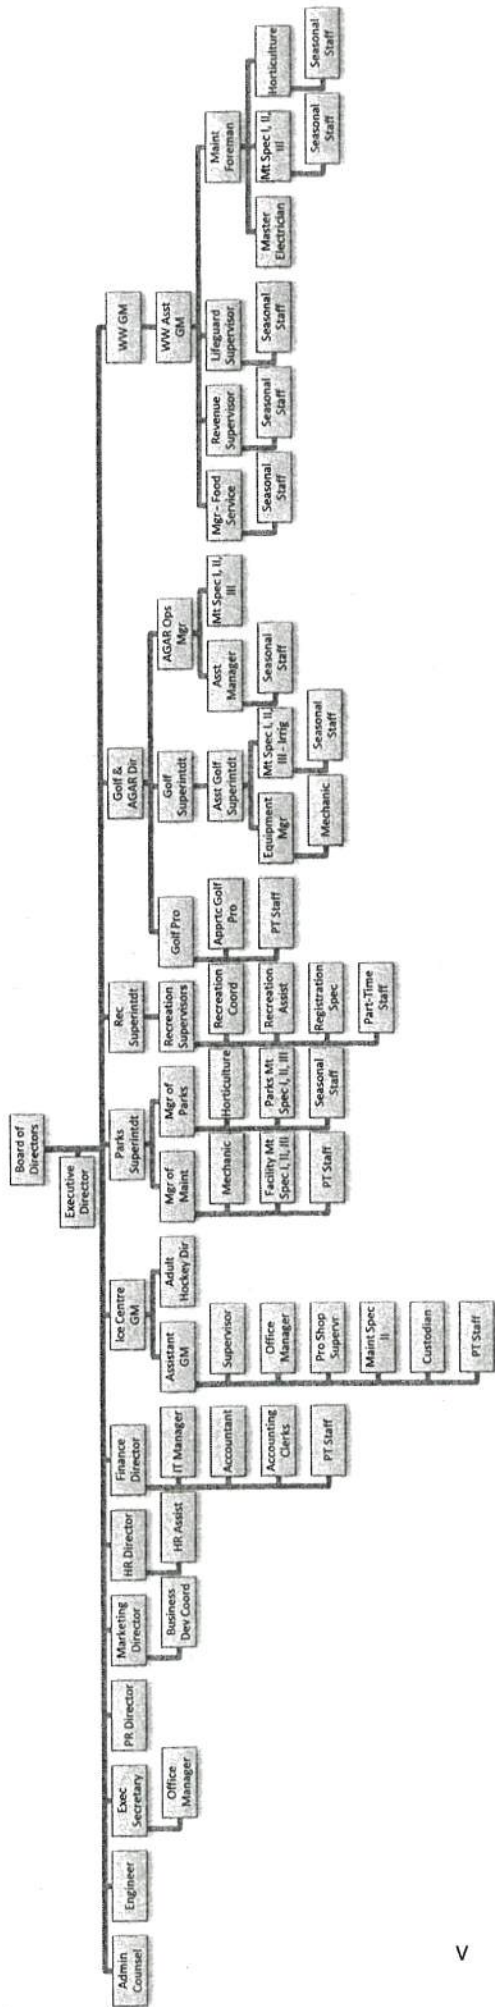 Board of
Directors
Executive
Director
Admin
Counsel
Engineer
Exec
Secretary
Office
Manager
PR Director
Marketing
Director
Business
Dev Coord
HR Director
HR Assist
Finance
Director
IT Manager
Accountant
Accounting
Clerks
PT Staff
Ice Centre
GM
Assistant
GM
Supervisor
Office
Manager
Pro Shop
Supervr
Maint Spec
II
Custodian
PT Staff
Adult
Hockey Dir
Parks
Superintdt
Mgr of
Maint
Mechanic
Facility Mt
Spec I, II, III
PT Staff
Mgr of
Parks
Horticulture
Parks Mt
Spec I, II, III
Seasonal
Staff
Rec
Superintdt
Recreation
Supervisors
Recreation
Coord
Recreation
Assist
Registration
Spec
Part-Time
Staff
Golf &
AGAR Dir
Golf Pro
Apprtc Golf
Pro
PT Staff
Golf
Superintdt
Asst Golf
Superintdt
Equipment
Mgr
Mechanic
Mt Spec I, II,
III - Irrig
Seasonal
Staff
AGAR Ops
Mgr
Asst
Manager
Seasonal
Staff
Mt Spec I, II,
III
WW GM
WW Asst
GM
Mgr - Food
Service
Seasonal
Staff
Revenue
Supervisor
Seasonal
Staff
Lifeguard
Supervisor
Seasonal
Staff
Maint
Foreman
Master
Electrician
Mt Spec I, II,
III
Seasonal
Staff
Horticulture
Seasonal
Staff
v